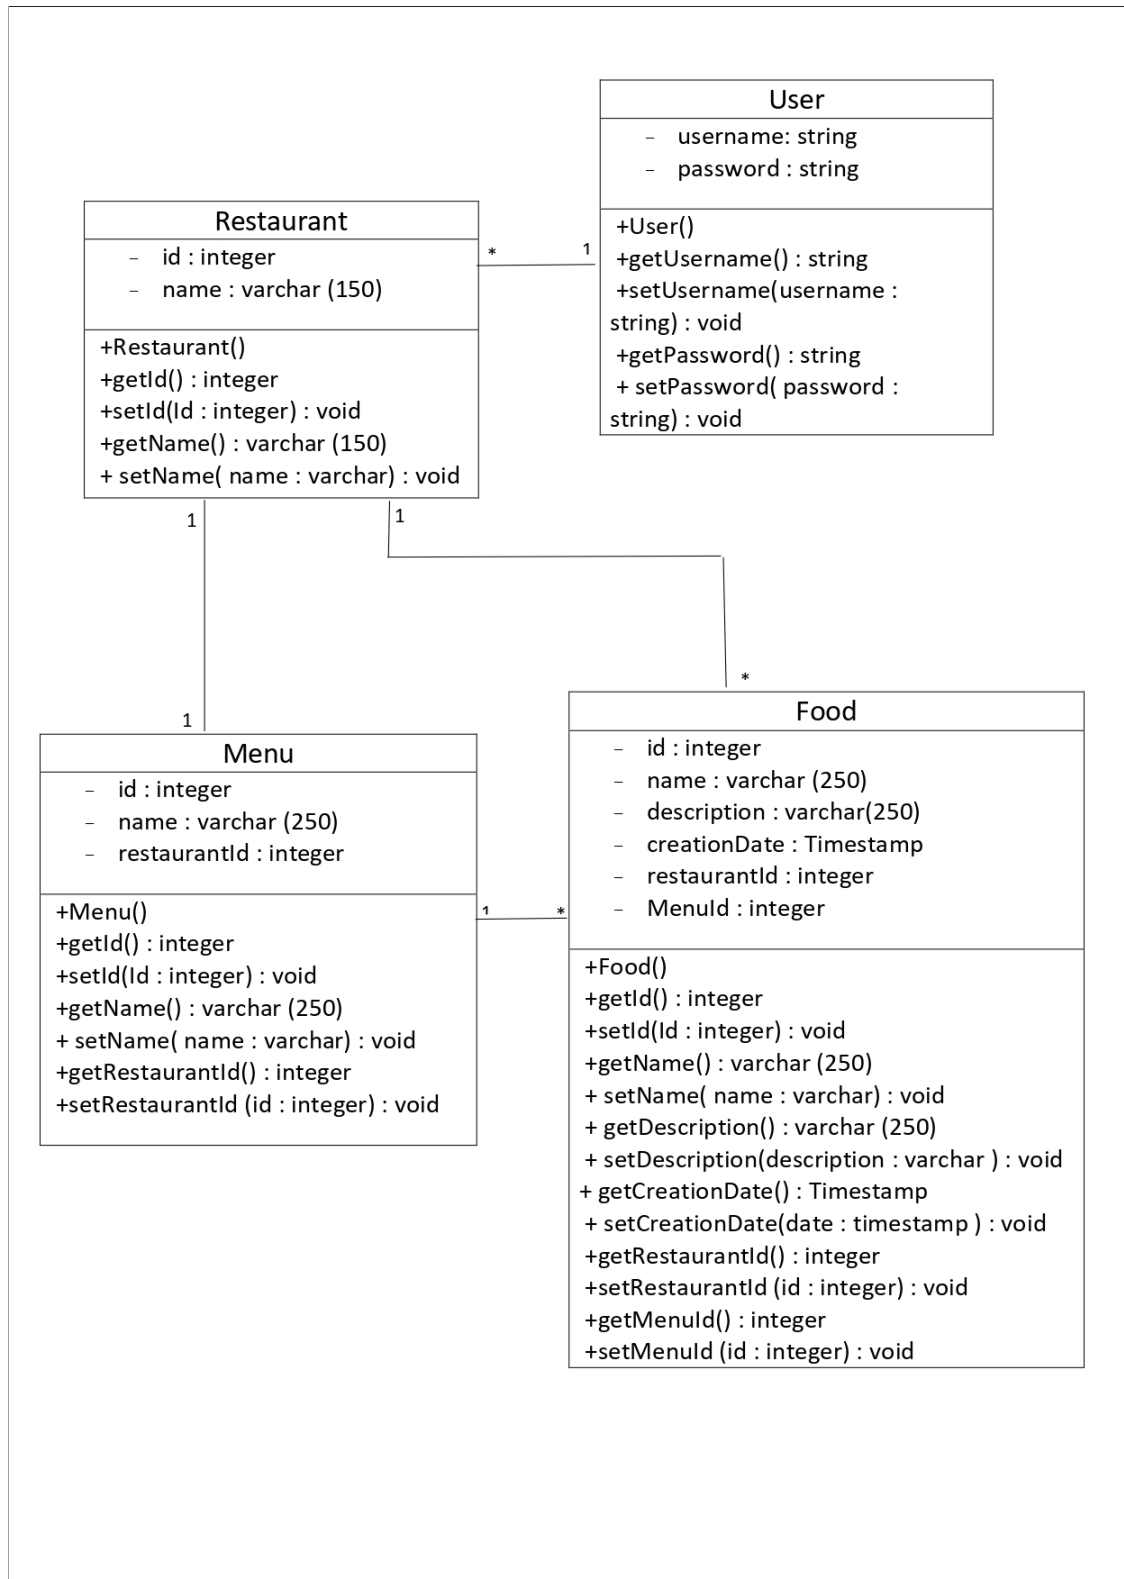 User
- username: string
- password : string
+User()
+getUsername() : string
+setUsername(username :
string) : void
+getPassword() : string
+ setPassword( password :
string) : void
Restaurant
- id : integer
- name : varchar (150)
+Restaurant()
+getId() : integer
+setId(Id : integer) : void
+getName() : varchar (150)
+ setName( name : varchar) : void
* 1
1 1
1 *
Menu
- id : integer
- name : varchar (250)
- restaurantId : integer
+Menu()
+getId() : integer
+setId(Id : integer) : void
+getName() : varchar (250)
+ setName( name : varchar) : void
+getRestaurantId() : integer
+setRestaurantId (id : integer) : void
1 *
Food
- id : integer
- name : varchar (250)
- description : varchar(250)
- creationDate : Timestamp
- restaurantId : integer
- MenuId : integer
+Food()
+getId() : integer
+setId(Id : integer) : void
+getName() : varchar (250)
+ setName( name : varchar) : void
+ getDescription() : varchar (250)
+ setDescription(description : varchar ) : void
+ getCreationDate() : Timestamp
+ setCreationDate(date : timestamp ) : void
+getRestaurantId() : integer
+setRestaurantId (id : integer) : void
+getMenuId() : integer
+setMenuId (id : integer) : void